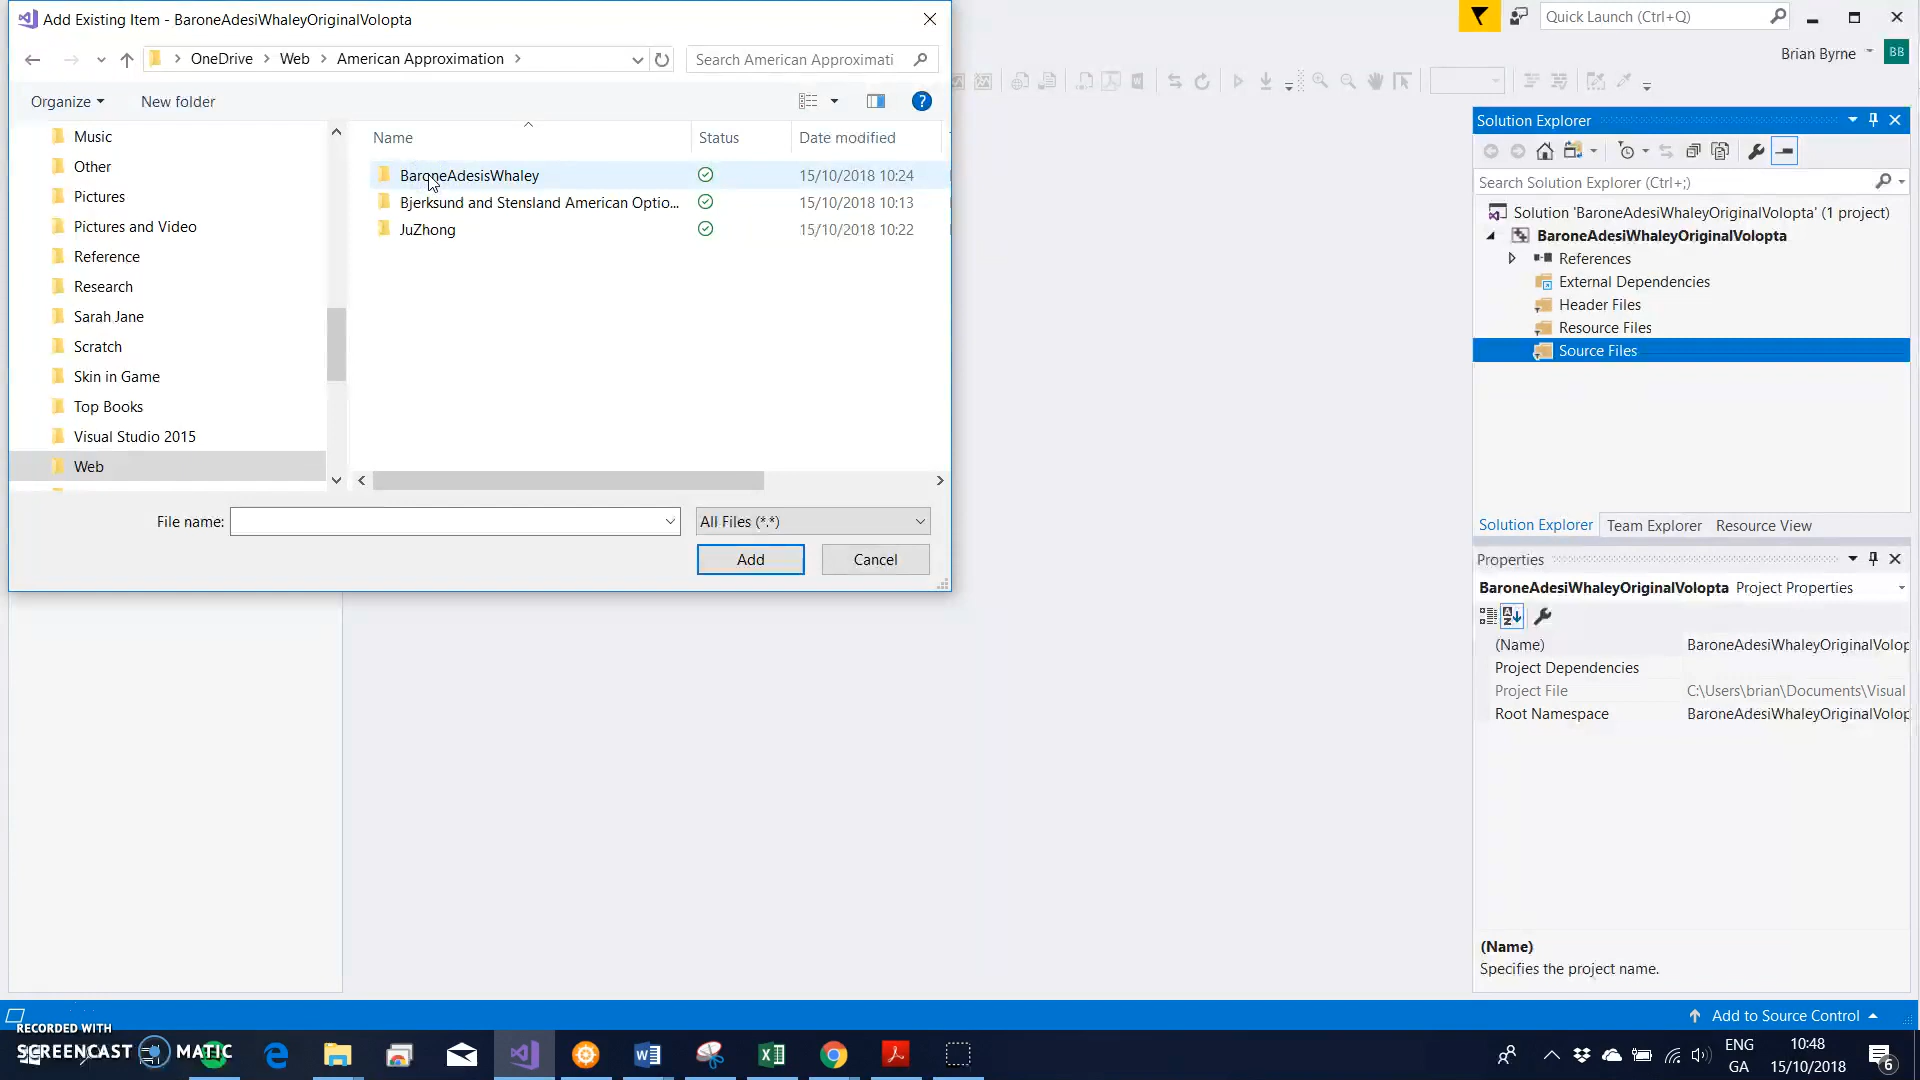 Add Existing Item - BaroneAdesiWhaleyOriginalVolopta
Quick Launch (Ctrl+Q)
OneDrive
Web
American Approximation
Search American Approximati
Brian Byrne
BB
Organize
New folder
?
Solution Explorer
Music
Name
Status
Date modified
Other
BaroneAdesisWhaley
15/10/2018 10:24
Search Solution Explorer (Ctrl+;)
Pictures
Bjerksund and Stensland American Optio...
15/10/2018 10:13
Solution 'BaroneAdesiWhaleyOriginalVolopta' (1 project)
Pictures and Video
JuZhong
15/10/2018 10:22
BaroneAdesiWhaleyOriginalVolopta
Reference
References
Research
External Dependencies
Sarah Jane
Header Files
Scratch
Resource Files
Skin in Game
Source Files
Top Books
Visual Studio 2015
Web
File name:
All Files (*.*)
Solution Explorer
Team Explorer
Resource View
Add
Cancel
Properties
BaroneAdesiWhaleyOriginalVolopta Project Properties
(Name)
BaroneAdesiWhaleyOriginalVolop
Project Dependencies
Project File
C:\Users\brian\Documents\Visual
Root Namespace
BaroneAdesiWhaleyOriginalVolop
(Name)
Specifies the project name.
Add to Source Control
RECORDED WITH
SCREENCAST MATIC
ENG
GA
10:48
15/10/2018
6